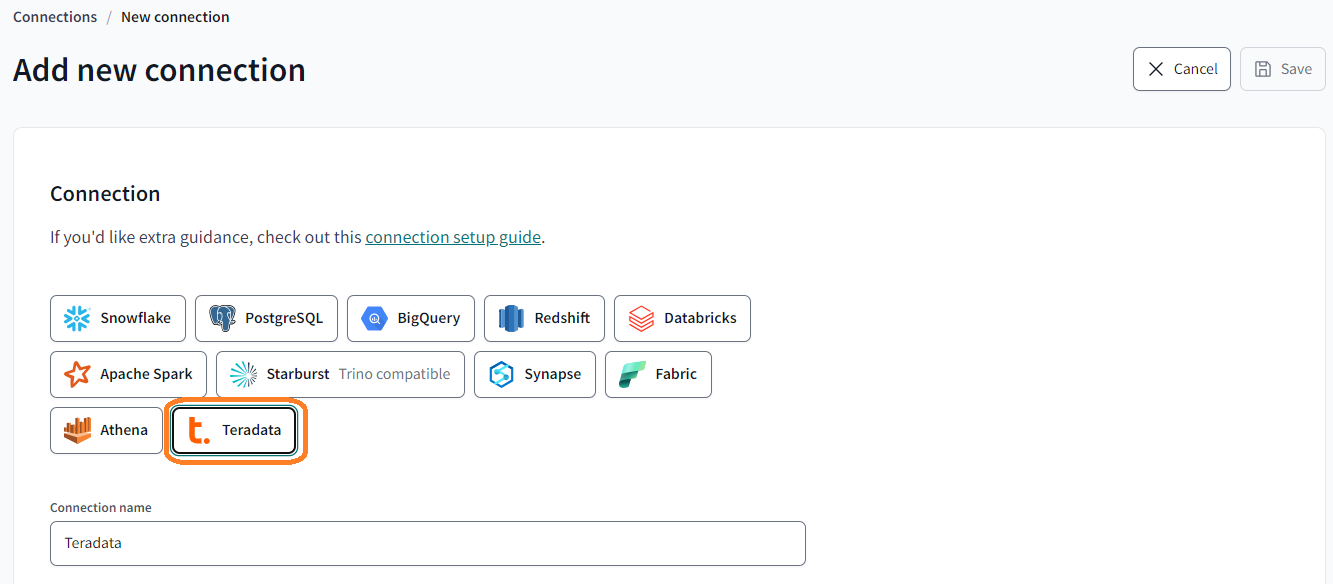 Connections / New connection
Add new connection
Cancel
Save
Connection
If you'd like extra guidance, check out this connection setup guide.
Snowflake
PostgreSQL
BigQuery
Redshift
Databricks
Apache Spark
Starburst Trino compatible
Synapse
Fabric
Athena
t. Teradata
Connection name
Teradata